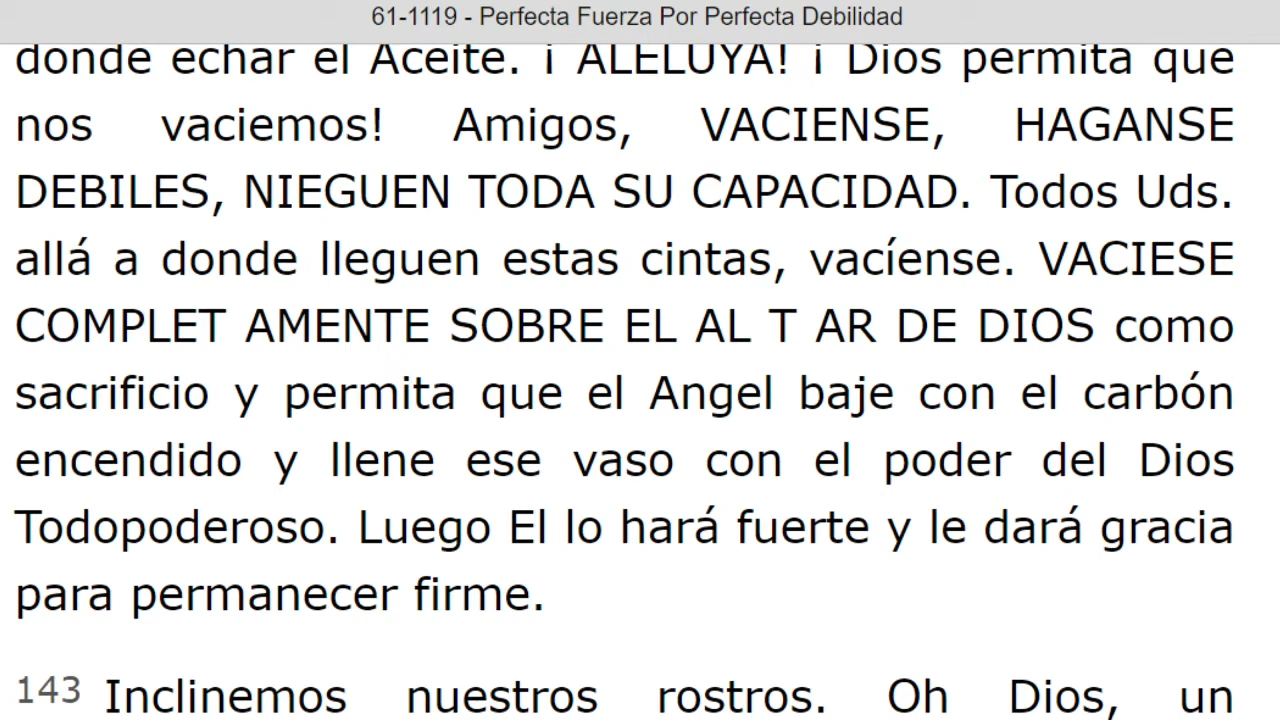 61-1119 - Perfecta Fuerza Por Perfecta Debilidad
donde echar el Aceite. ¡ ALELUYA! ¡ Dios permita que
nos vaciemos! Amigos, VACIENSE, HAGANSE
DEBILES, NIEGUEN TODA SU CAPACIDAD. Todos Uds.
allá a donde lleguen estas cintas, vacíense. VACIESE
COMPLET AMENTE SOBRE EL AL T AR DE DIOS como
sacrificio y permita que el Angel baje con el carbón
encendido y llene ese vaso con el poder del Dios
Todopoderoso. Luego El lo hará fuerte y le dará gracia
para permanecer firme.
143 Inclinemos nuestros rostros. Oh Dios, un